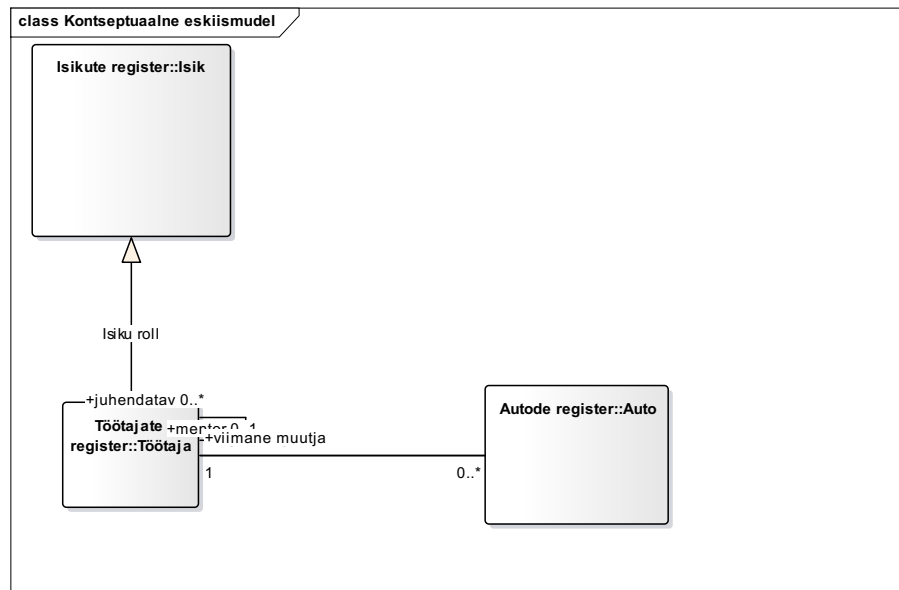 class Kontseptuaalne eskiismudel
Isikute register::Isik
Isiku roll
+juhendatav 0..*
Töötajate
register::Töötaja
+viimane muutja
1
0..*
Autode register::Auto